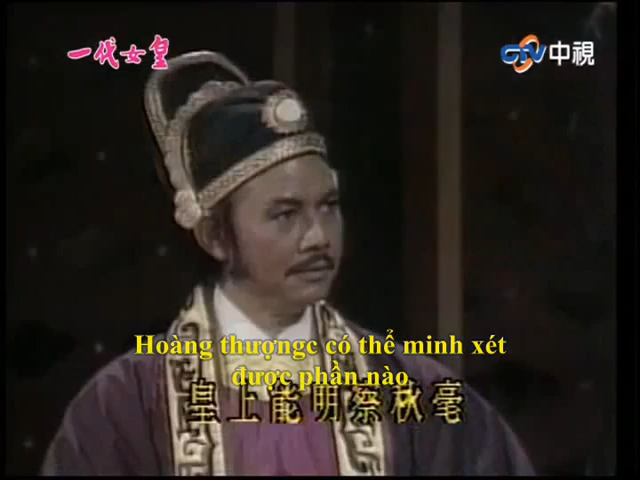 一代女皇
CTV中視
Hoàng thượngc có thể minh xét
được phần nào
皇上能明察秋毫